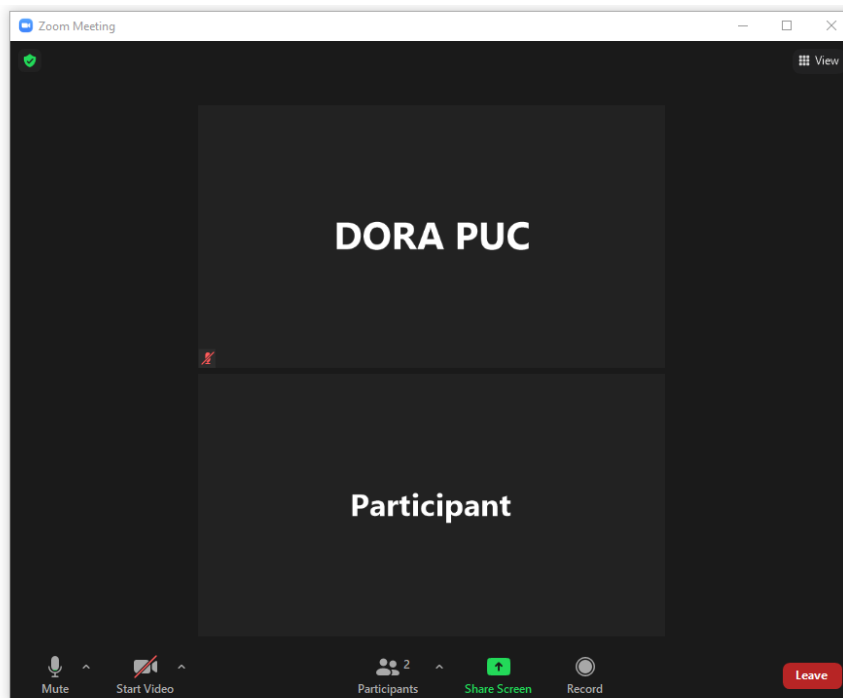 Zoom Meeting
View
DORA PUC
Participant
Mute
Start Video
Participants
2
Share Screen
Record
Leave